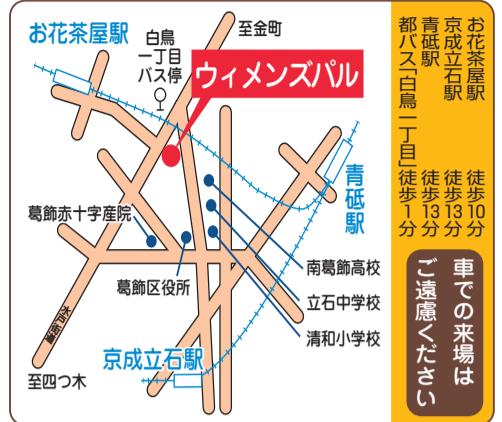 お花茶屋駅
白鳥
一丁目
バス停
至金町
ウィメンズパル
青砥駅
葛飾赤十字産院
葛飾区役所
南葛飾高校
立石中学校
清和小学校
水戸街道
京成立石駅
至四つ木
お花茶屋駅 徒歩10分
京成立石駅 徒歩13分
青砥駅 徒歩13分
都バス「白鳥一丁目」徒歩1分
車での来場は
ご遠慮ください